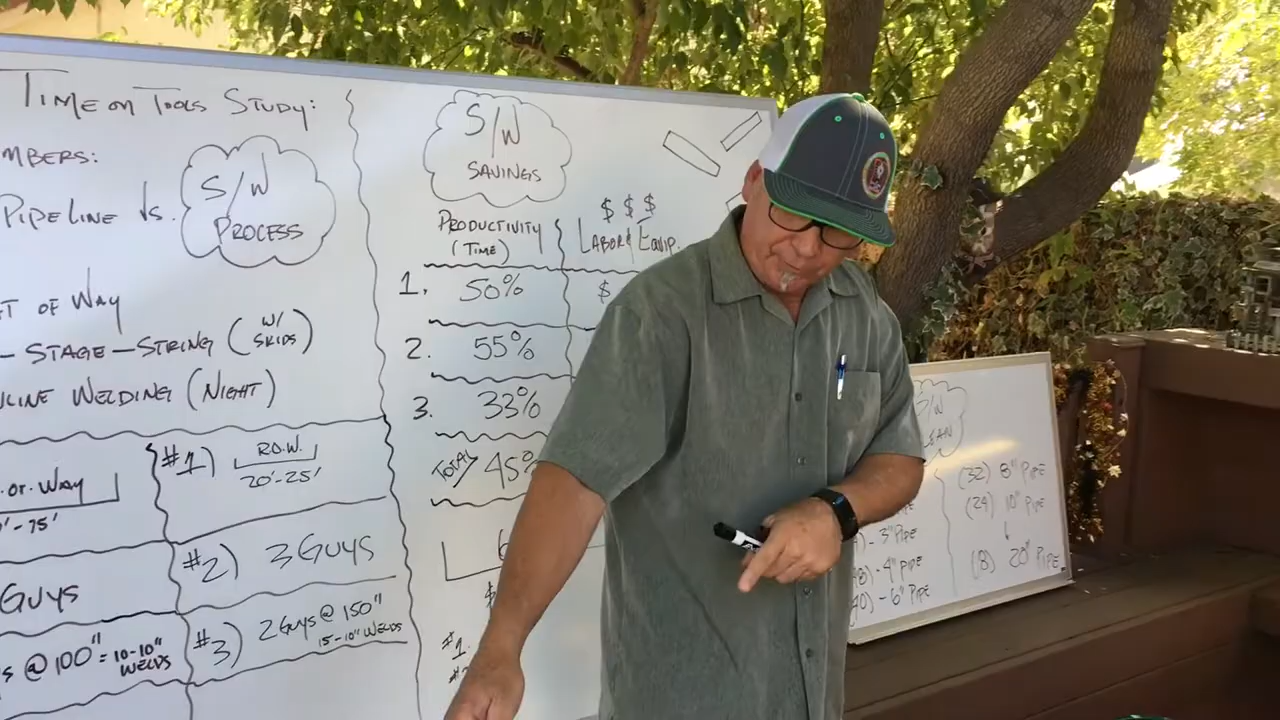 TIME ON TOOLS STUDY:
MBERS:
PIPELINE VS.
S/W
PROCESS
OF WAY
- STAGE - STRING (W/ SKIDS)
WELDING (NIGHT)
OR. WAY
- 75'
GUYS
@ 100" = 10-10" WELDS
#1) R.O.W.
20'-25'
#2) 3 GUYS
#3) 2 GUYS @ 150"
15-10" WELDS
S/W
SAVINGS
PRODUCTIVITY
(TIME)
$ $ $
LABOR & EQUIP.
1. 50% $
2. 55%
3. 33%
TOTAL> 45%
6
$
#1.
/W
EAN
- 3" PIPE
- 4" PIPE
- 6" PIPE
(32) 8" PIPE
(24) 10" PIPE
(8) 20" PIPE